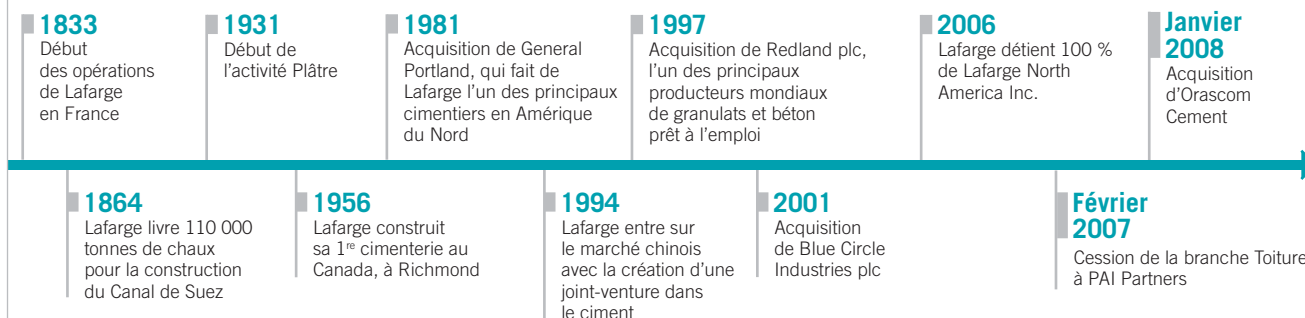 1833
Début
des opérations
de Lafarge
en France
1931
Début de
l'activité Plâtre
1981
Acquisition de General
Portland, qui fait de
Lafarge l'un des principaux
cimentiers en Amérique
du Nord
1997
Acquisition de Redland plc,
l'un des principaux
producteurs mondiaux
de granulats et béton
prêt à l'emploi
2006
Lafarge détient 100 %
de Lafarge North
America Inc.
Janvier
2008
Acquisition
d'Orascom
Cement
1864
Lafarge livre 110 000
tonnes de chaux
pour la construction
du Canal de Suez
1956
Lafarge construit
sa 1re cimenterie au
Canada, à Richmond
1994
Lafarge entre sur
le marché chinois
avec la création d'une
joint-venture dans
le ciment
2001
Acquisition
de Blue Circle
Industries plc
Février
2007
Cession de la branche Toiture
à PAI Partners